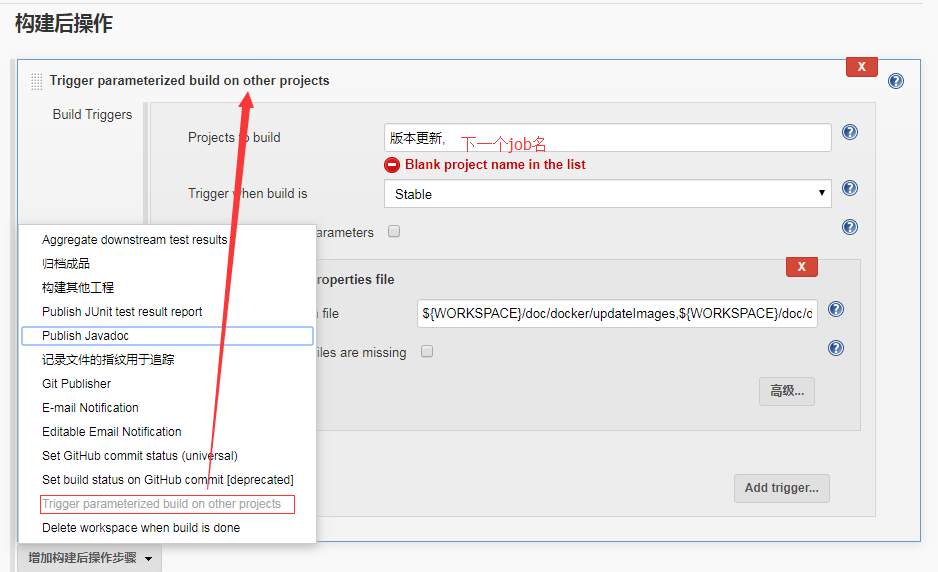 构建后操作
Trigger parameterized build on other projects
X
Build Triggers
Projects to build
版本更新,
下一个job名
Blank project name in the list
Trigger when build is
Stable
arameters
roperties file
X
file
${WORKSPACE}/doc/docker/updateImages,${WORKSPACE}/doc/d
iles are missing
高级...
Add trigger...
Aggregate downstream test results
归档成品
构建其他工程
Publish JUnit test result report
Publish Javadoc
记录文件的指纹用于追踪
Git Publisher
E-mail Notification
Editable Email Notification
Set GitHub commit status (universal)
Set build status on GitHub commit [deprecated]
Trigger parameterized build on other projects
Delete workspace when build is done
增加构建后操作步骤